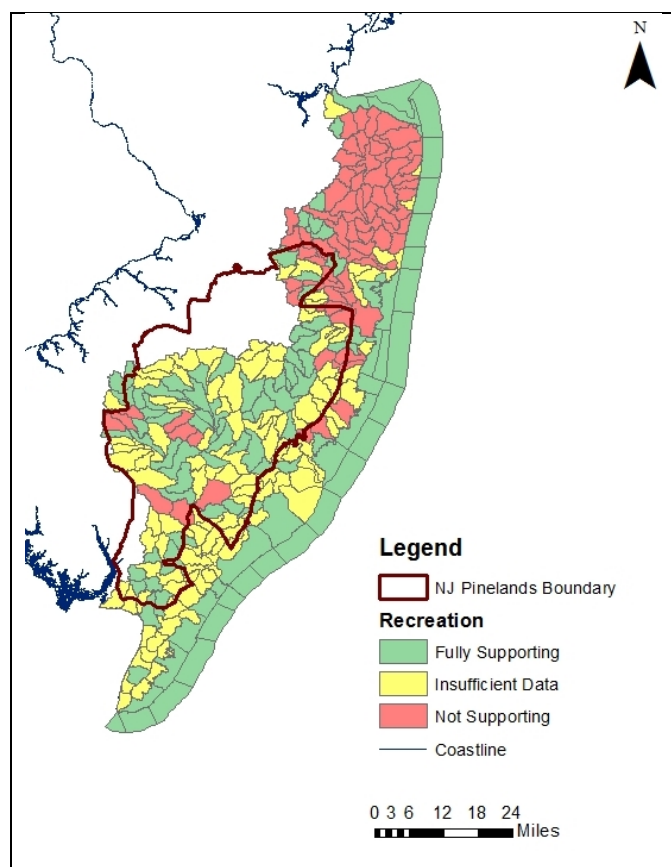 N
Legend
NJ Pinelands Boundary
Recreation
Fully Supporting
Insufficient Data
Not Supporting
Coastline
0 3 6 12 18 24
Miles